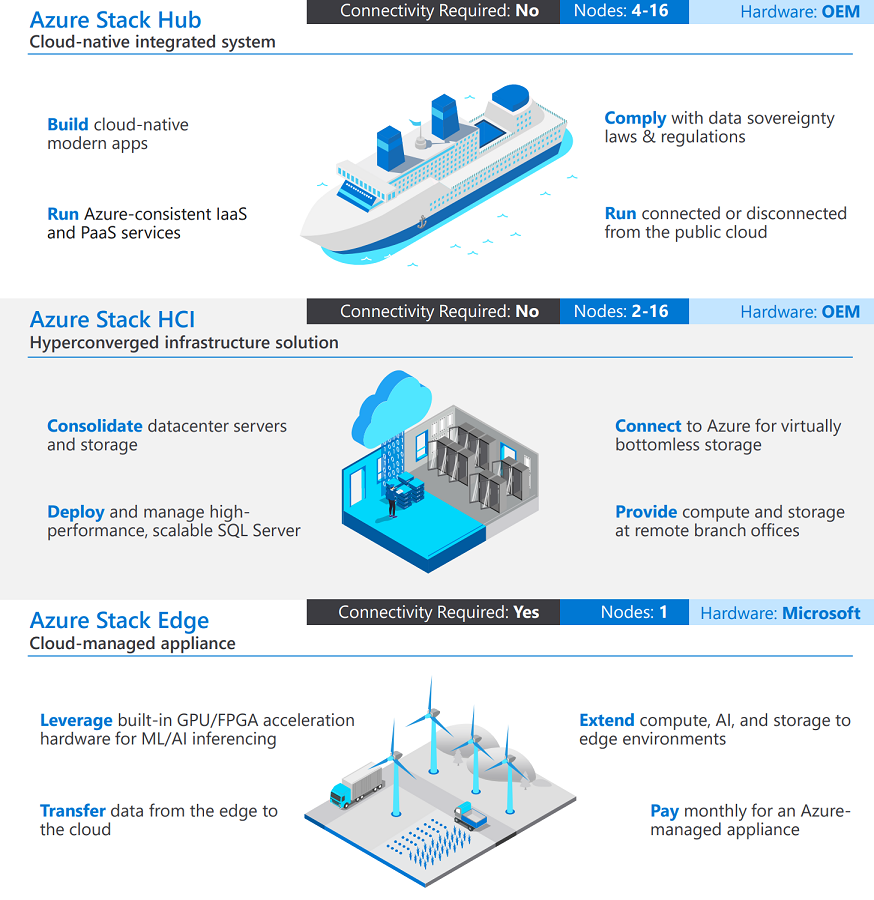 Azure Stack Hub
Connectivity Required: No
Nodes: 4-16
Hardware: OEM
Cloud-native integrated system
Build cloud-native
modern apps
Comply with data sovereignty
laws & regulations
Run Azure-consistent IaaS
and PaaS services
Run connected or disconnected
from the public cloud
Azure Stack HCI
Connectivity Required: No
Nodes: 2-16
Hardware: OEM
Hyperconverged infrastructure solution
Consolidate datacenter servers
and storage
Connect to Azure for virtually
bottomless storage
Deploy and manage high-
performance, scalable SQL Server
Provide compute and storage
at remote branch offices
Azure Stack Edge
Connectivity Required: Yes
Nodes: 1
Hardware: Microsoft
Cloud-managed appliance
Leverage built-in GPU/FPGA acceleration
hardware for ML/AI inferencing
Extend compute, AI, and storage to
edge environments
Transfer data from the edge to
the cloud
Pay monthly for an Azure-
managed appliance